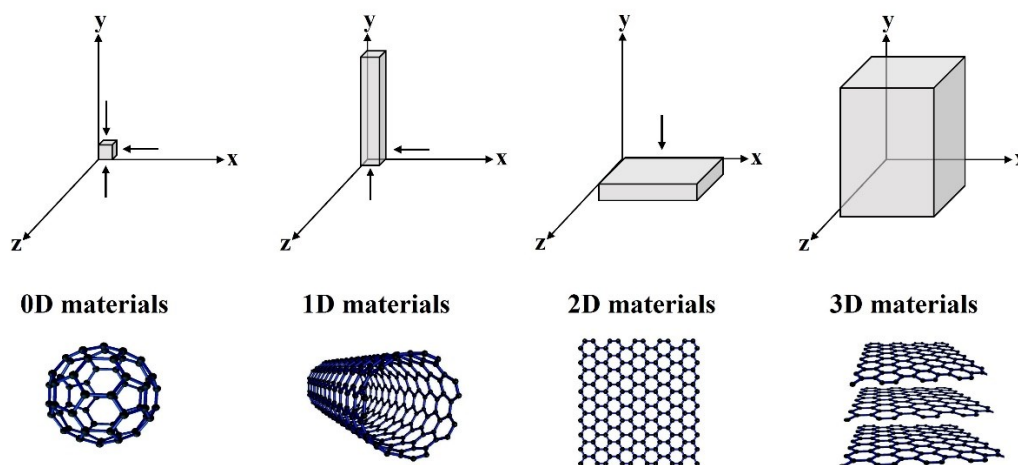 y
y
y
y
x
x
x
x
z
z
z
z
0D materials
1D materials
2D materials
3D materials